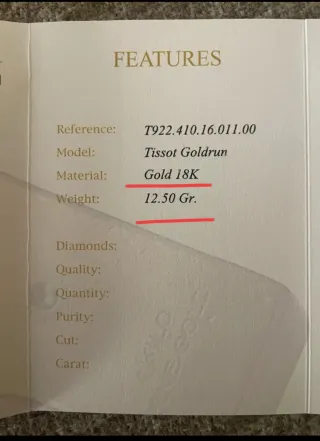 FEATURES
Reference: T922.410.16.011.00
Model: Tissot Goldrun
Material: Gold 18K
Weight: 12.50 Gr.
Diamonds:
Quality:
Quantity:
Purity:
Cut:
Carat: